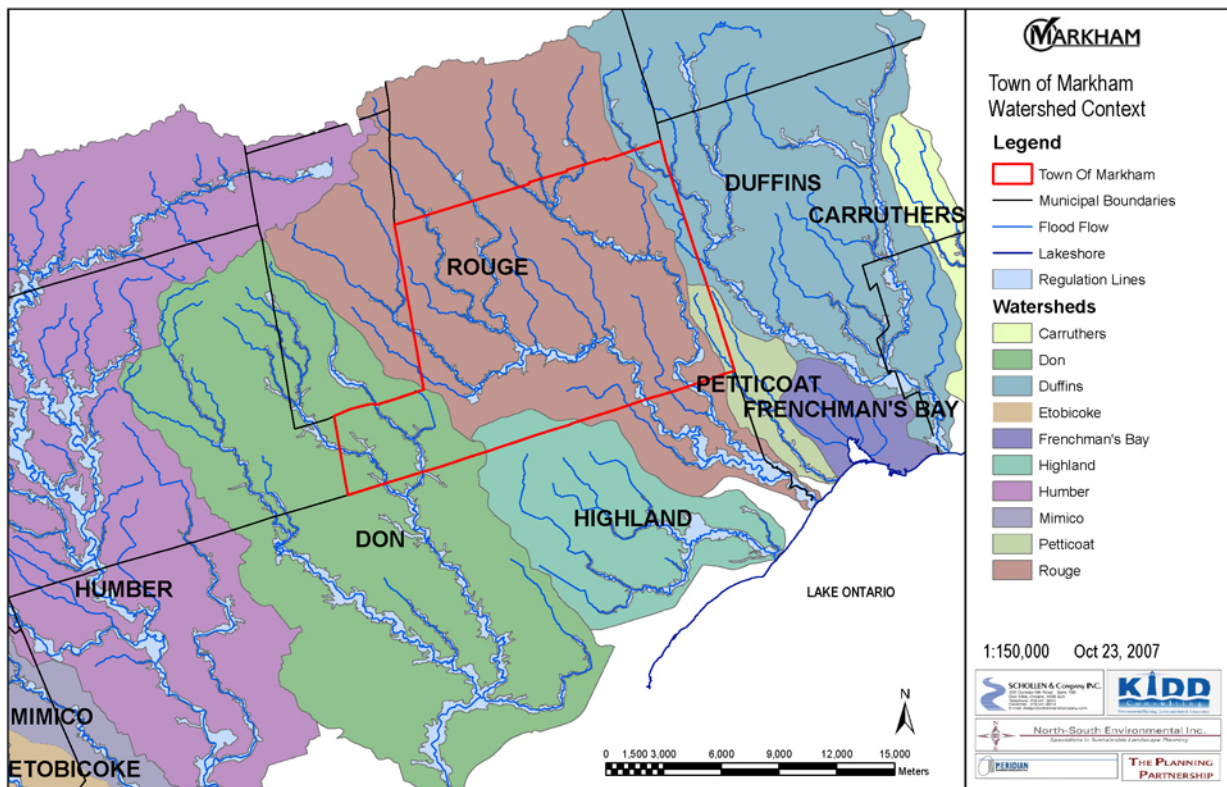 DUFFINS
CARRUTHERS
ROUGE
PETTICOAT
FRENCHMAN'S BAY
HIGHLAND
DON
HUMBER
LAKE ONTARIO
MIMICO
ETOBICOKE
N
0 1,500 3,000 6,000 9,000 12,000 15,000
Meters
MARKHAM
Town of Markham
Watershed Context
Legend
Town Of Markham
Municipal Boundaries
Flood Flow
Lakeshore
Regulation Lines
Watersheds
Carruthers
Don
Duffins
Etobicoke
Frenchman's Bay
Highland
Humber
Mimico
Petticoat
Rouge
1:150,000 Oct 23, 2007
SCHOLLEN & Company INC.
KIDD
Consulting
North-South Environmental Inc.
Specialists in Sustainable Landscape Planning
MERIDIAN
THE PLANNING
PARTNERSHIP